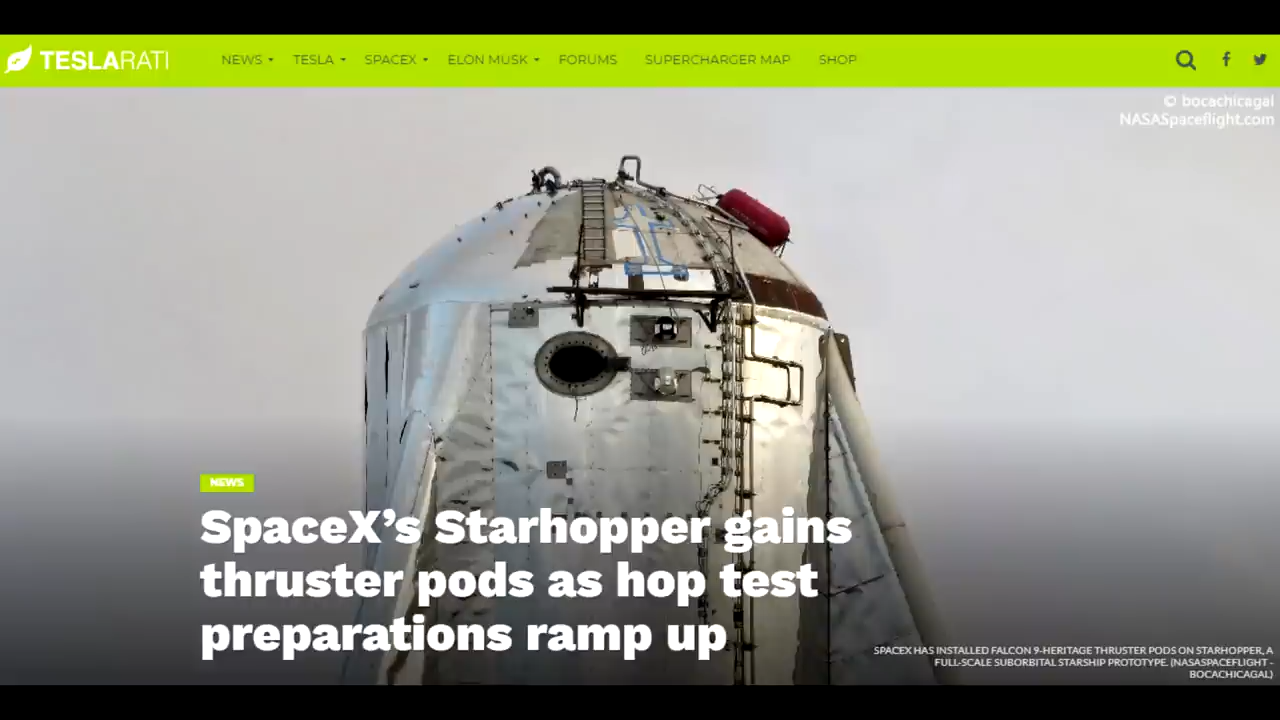 TESLARATI
NEWS TESLA SPACEX ELON MUSK FORUMS SUPERCHARGER MAP SHOP
© bocachicagal
NASASpaceflight.com
NEWS
SpaceX’s Starhopper gains
thruster pods as hop test
preparations ramp up
SPACEX HAS INSTALLED FALCON 9-HERITAGE THRUSTER PODS ON STARHOPPER, A
FULL-SCALE SUBORBITAL STARSHIP PROTOTYPE. (NASASPACEFLIGHT -
BOCACHICAGAL)